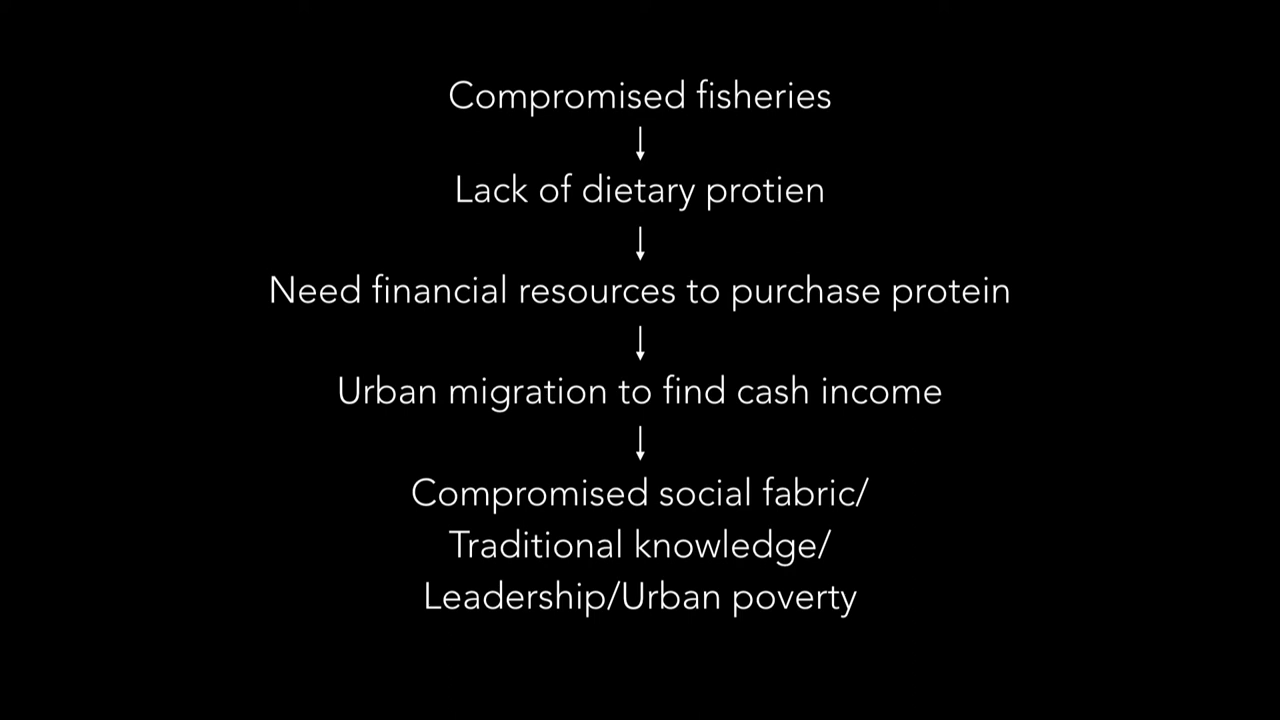 Compromised fisheries
Lack of dietary protien
Need financial resources to purchase protein
Urban migration to find cash income
Compromised social fabric/
Traditional knowledge/
Leadership/Urban poverty